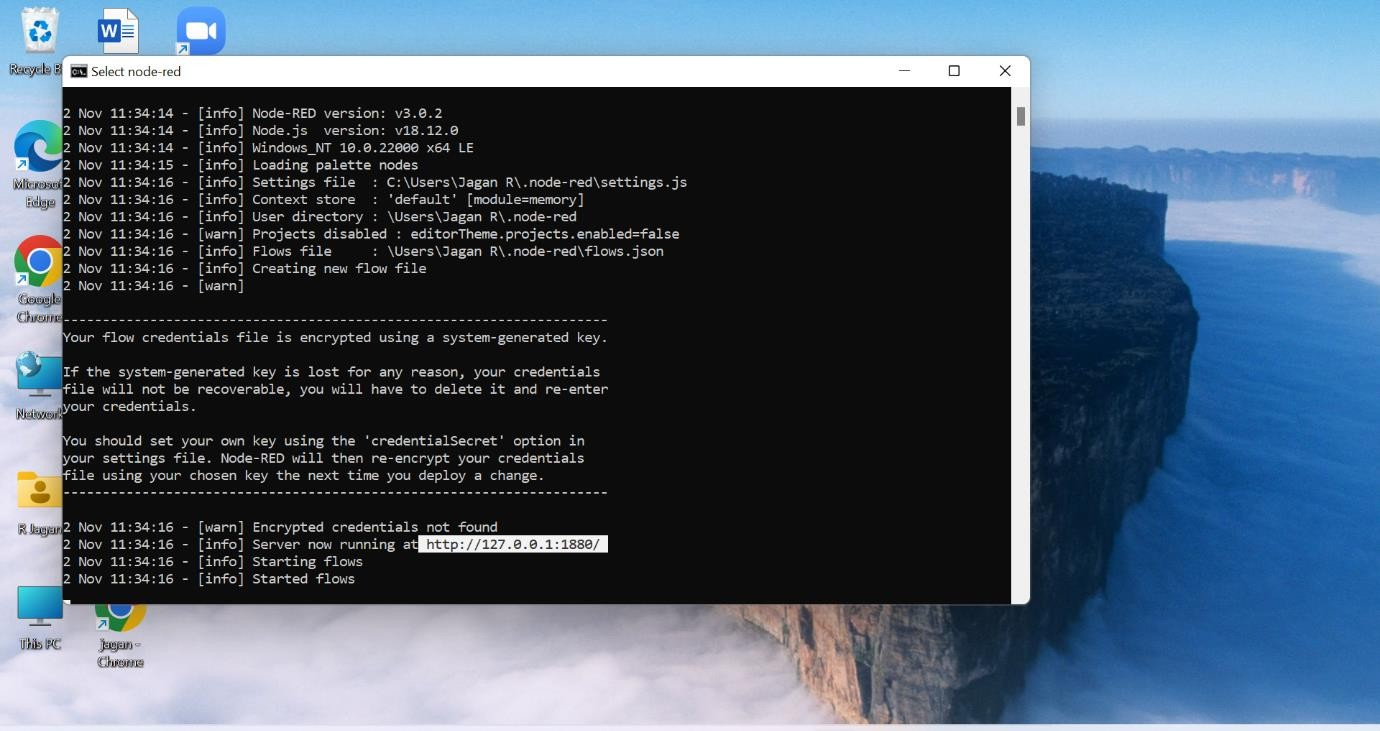 Recycle B
Select node-red
2 Nov 11:34:14 - [info] Node-RED version: v3.0.2
2 Nov 11:34:14 - [info] Node.js  version: v18.12.0
2 Nov 11:34:14 - [info] Windows_NT 10.0.22000 x64 LE
2 Nov 11:34:15 - [info] Loading palette nodes
2 Nov 11:34:16 - [info] Settings file  : C:\Users\Jagan R\.node-red\settings.js
2 Nov 11:34:16 - [info] Context store  : 'default' [module=memory]
2 Nov 11:34:16 - [info] User directory : \Users\Jagan R\.node-red
2 Nov 11:34:16 - [warn] Projects disabled : editorTheme.projects.enabled=false
2 Nov 11:34:16 - [info] Flows file     : \Users\Jagan R\.node-red\flows.json
2 Nov 11:34:16 - [info] Creating new flow file
2 Nov 11:34:16 - [warn]
---------------------------------------------------------------------
Your flow credentials file is encrypted using a system-generated key.
If the system-generated key is lost for any reason, your credentials
file will not be recoverable, you will have to delete it and re-enter
your credentials.
You should set your own key using the 'credentialSecret' option in
your settings file. Node-RED will then re-encrypt your credentials
file using your chosen key the next time you deploy a change.
---------------------------------------------------------------------
2 Nov 11:34:16 - [warn] Encrypted credentials not found
2 Nov 11:34:16 - [info] Server now running at http://127.0.0.1:1880/
2 Nov 11:34:16 - [info] Starting flows
2 Nov 11:34:16 - [info] Started flows
Microsof
Edge
Google
Chrome
Network
R Jagan
This PC
jagan -
Chrome